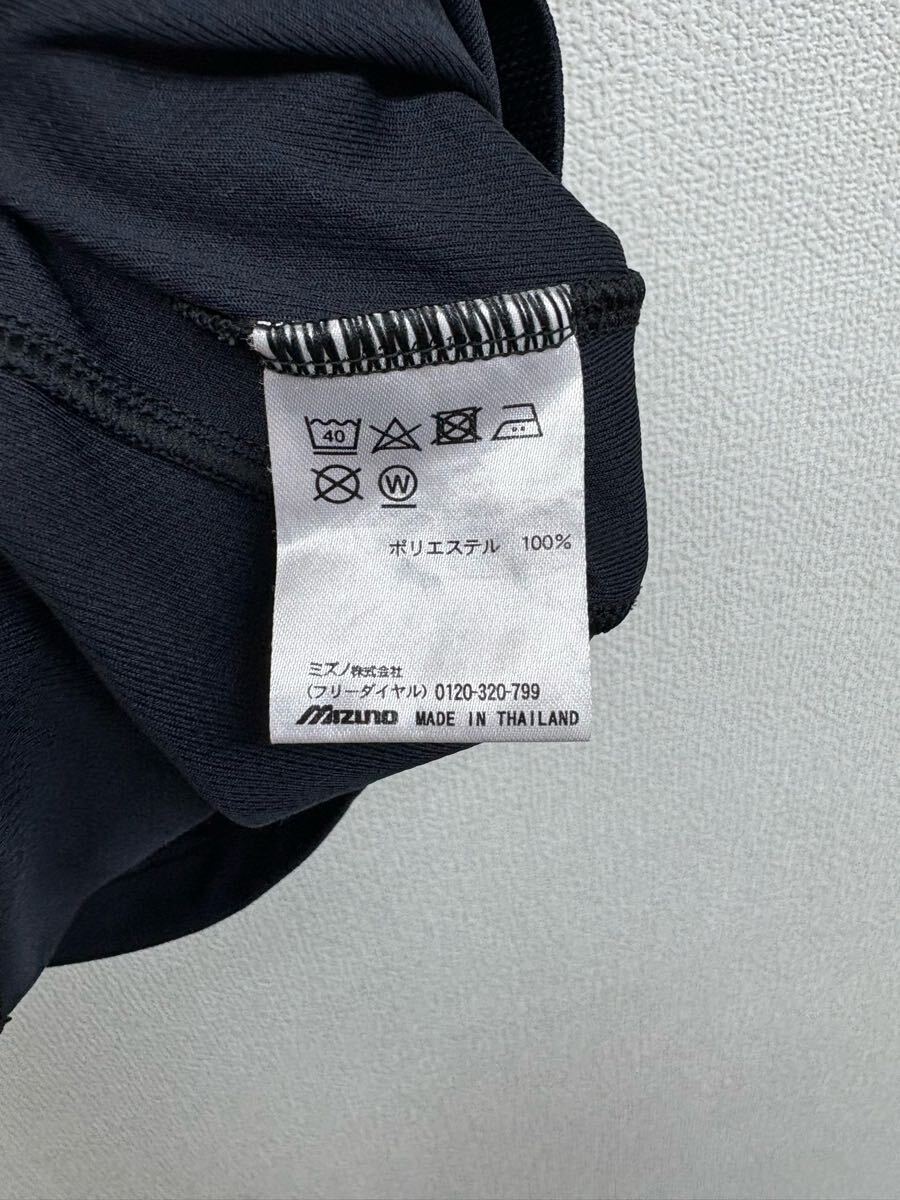 40
W
ポリエステル 100%
ミズノ株式会社
(フリーダイヤル) 0120-320-799
MIZUNO MADE IN THAILAND